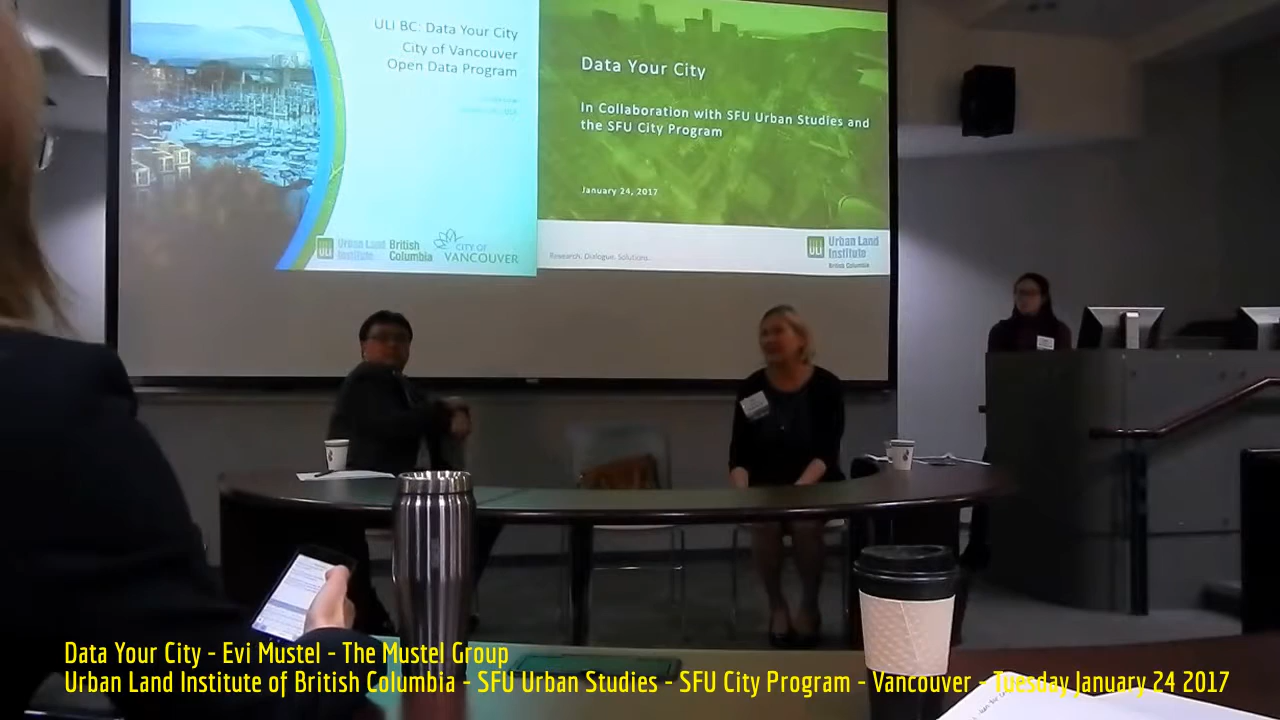 ULI BC: Data Your City
City of Vancouver
Open Data Program
ULI
Urban Land
Institute
British
Columbia
CITY OF
VANCOUVER
Data Your City
In Collaboration with SFU Urban Studies and
the SFU City Program
January 24, 2017
Research. Dialogue. Solutions.
ULI
Urban Land
Institute
British Columbia
Data Your City - Evi Mustel - The Mustel Group
Urban Land Institute of British Columbia - SFU Urban Studies - SFU City Program - Vancouver - Tuesday January 24 2017